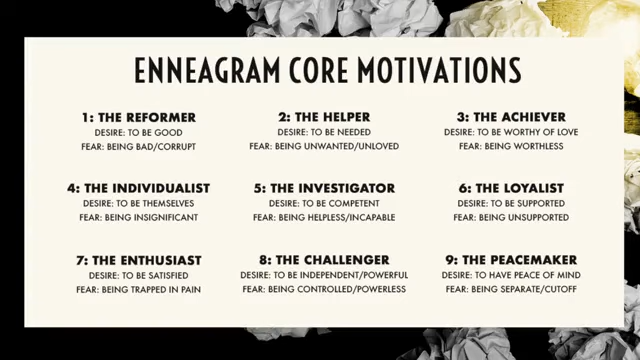 ENNEAGRAM CORE MOTIVATIONS
1: THE REFORMER
DESIRE: TO BE GOOD
FEAR: BEING BAD/CORRUPT
2: THE HELPER
DESIRE: TO BE NEEDED
FEAR: BEING UNWANTED/UNLOVED
3: THE ACHIEVER
DESIRE: TO BE WORTHY OF LOVE
FEAR: BEING WORTHLESS
4: THE INDIVIDUALIST
DESIRE: TO BE THEMSELVES
FEAR: BEING INSIGNIFICANT
5: THE INVESTIGATOR
DESIRE: TO BE COMPETENT
FEAR: BEING HELPLESS/INCAPABLE
6: THE LOYALIST
DESIRE: TO BE SUPPORTED
FEAR: BEING UNSUPPORTED
7: THE ENTHUSIAST
DESIRE: TO BE SATISFIED
FEAR: BEING TRAPPED IN PAIN
8: THE CHALLENGER
DESIRE: TO BE INDEPENDENT/POWERFUL
FEAR: BEING CONTROLLED/POWERLESS
9: THE PEACEMAKER
DESIRE: TO HAVE PEACE OF MIND
FEAR: BEING SEPARATE/CUTOFF